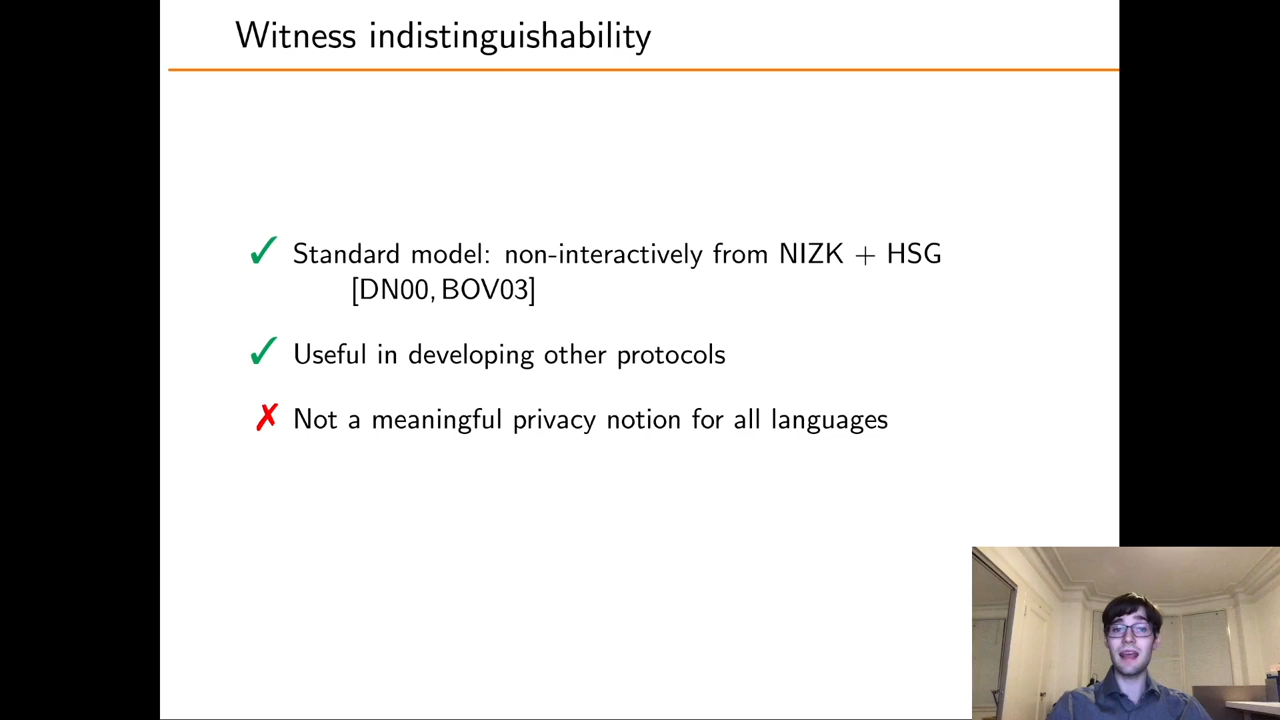 Witness indistinguishability
✓ Standard model: non-interactively from NIZK + HSG
[DN00, BOV03]
✓ Useful in developing other protocols
✗ Not a meaningful privacy notion for all languages